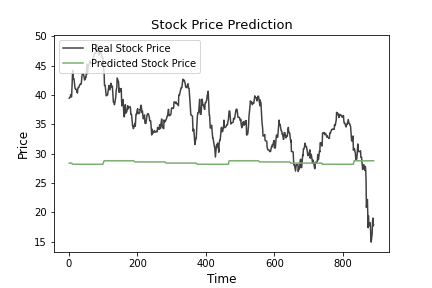 Stock Price Prediction
Real Stock Price
Predicted Stock Price
50
45
40
35
30
25
20
15
Price
0 200 400 600 800
Time